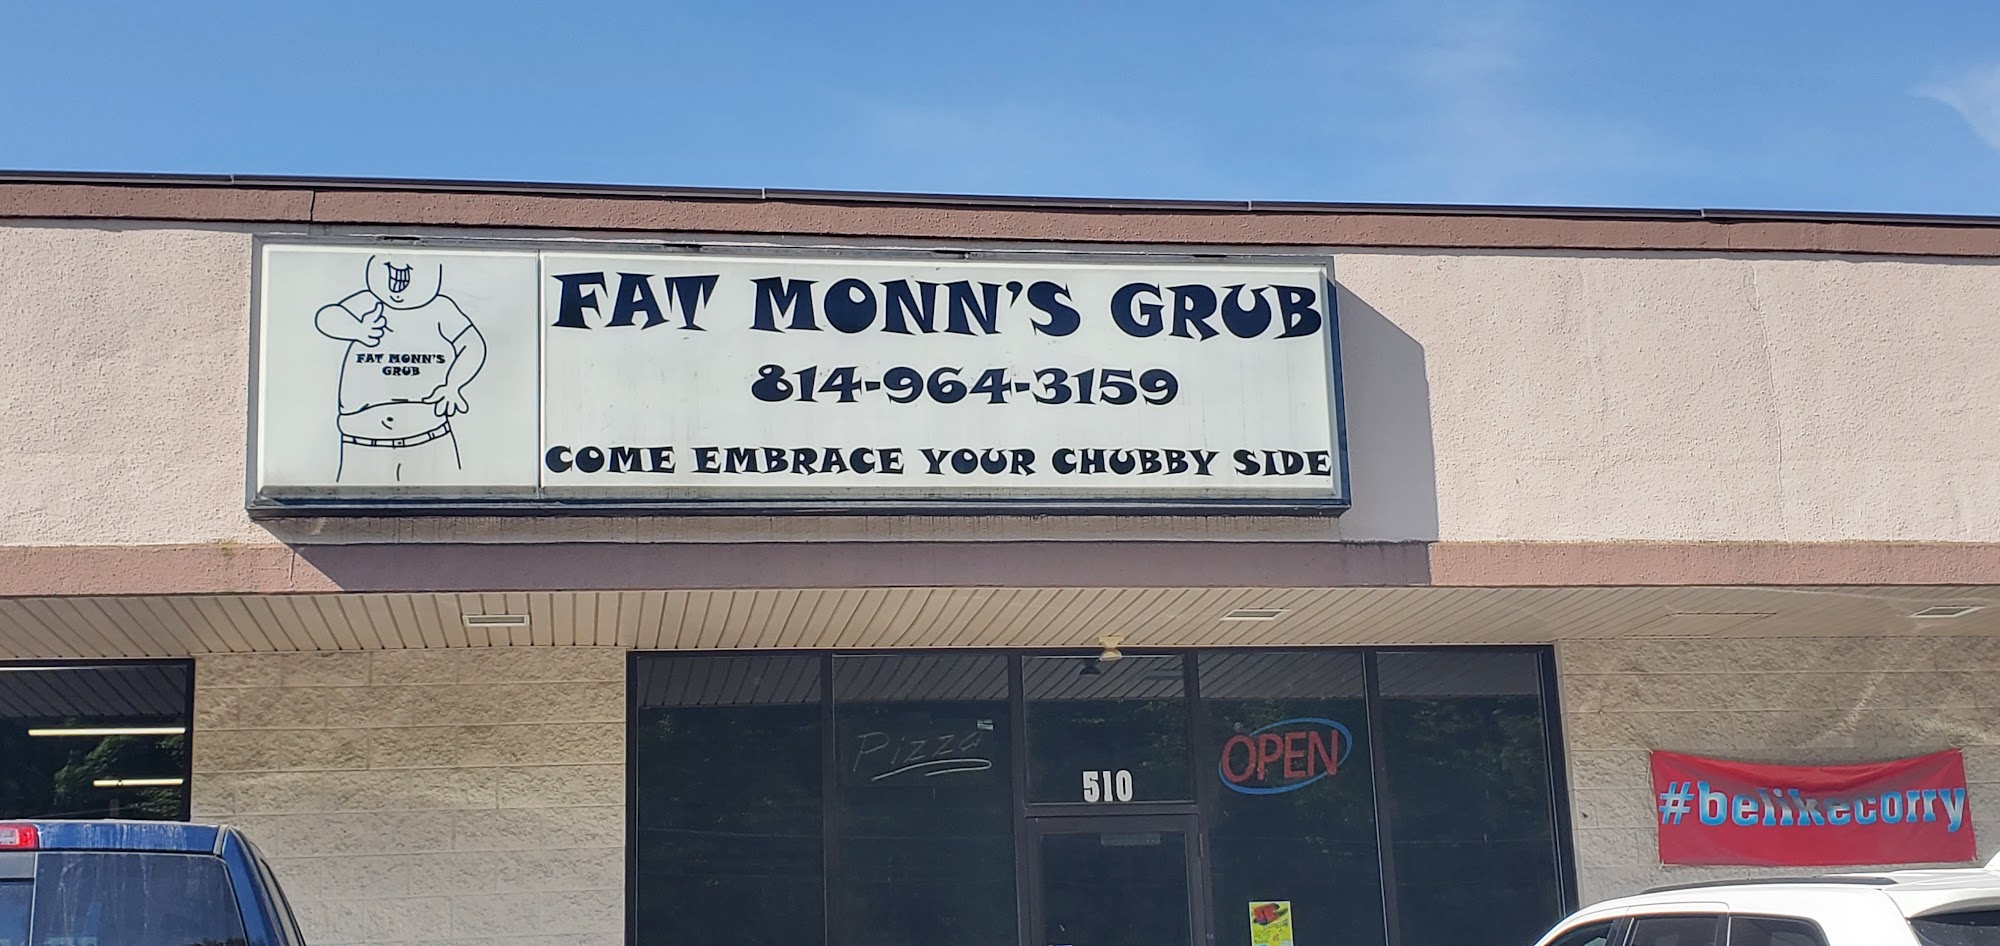 FAT MONN'S GRUB
814-964-3159
COME EMBRACE YOUR CHUBBY SIDE
FAT MONN'S
GRUB
Pizza
510
OPEN
#belikecorry